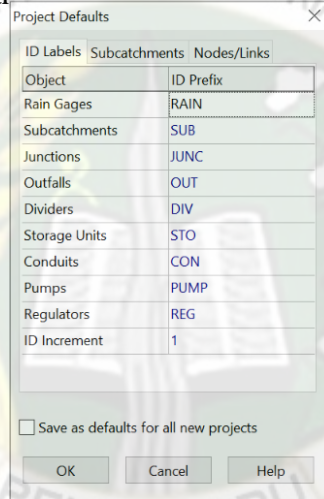 Project Defaults
ID Labels Subcatchments Nodes/Links
Object ID Prefix
Rain Gages RAIN
Subcatchments SUB
Junctions JUNC
Outfalls OUT
Dividers DIV
Storage Units STO
Conduits CON
Pumps PUMP
Regulators REG
ID Increment 1
Save as defaults for all new projects
OK Cancel Help